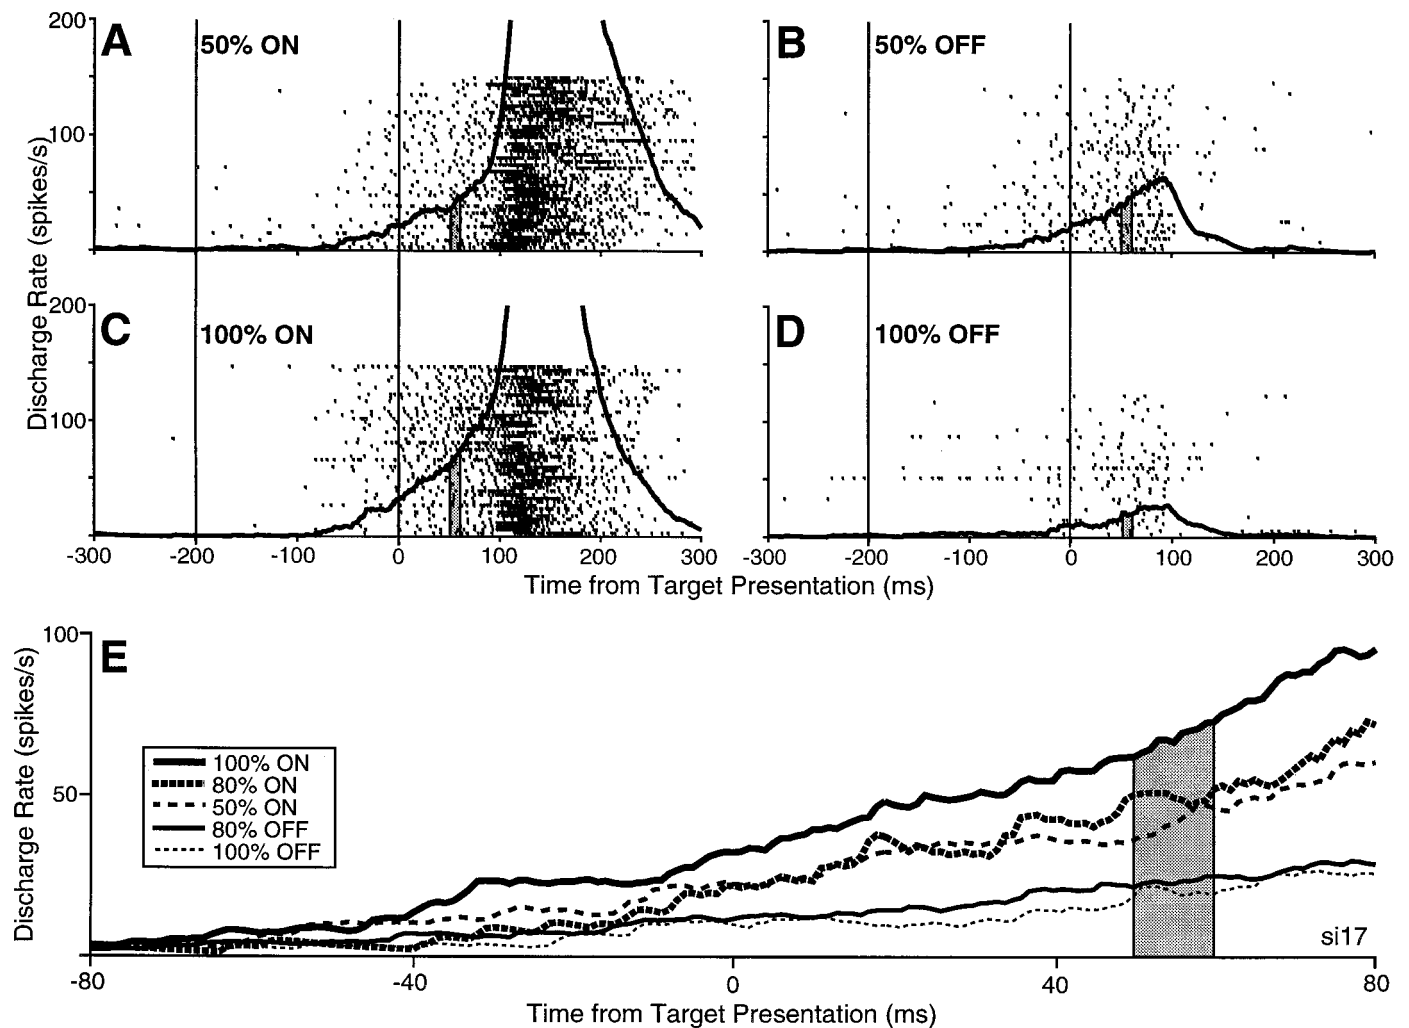 A
50% ON
B
50% OFF
200
100
C
100% ON
D
100% OFF
200
100
Discharge Rate (spikes/s)
-300 -200 -100 0 100 200 300
-300 -200 -100 0 100 200 300
Time from Target Presentation (ms)
E
100
50
Discharge Rate (spikes/s)
100% ON
80% ON
50% ON
80% OFF
100% OFF
si17
-80 -40 0 40 80
Time from Target Presentation (ms)